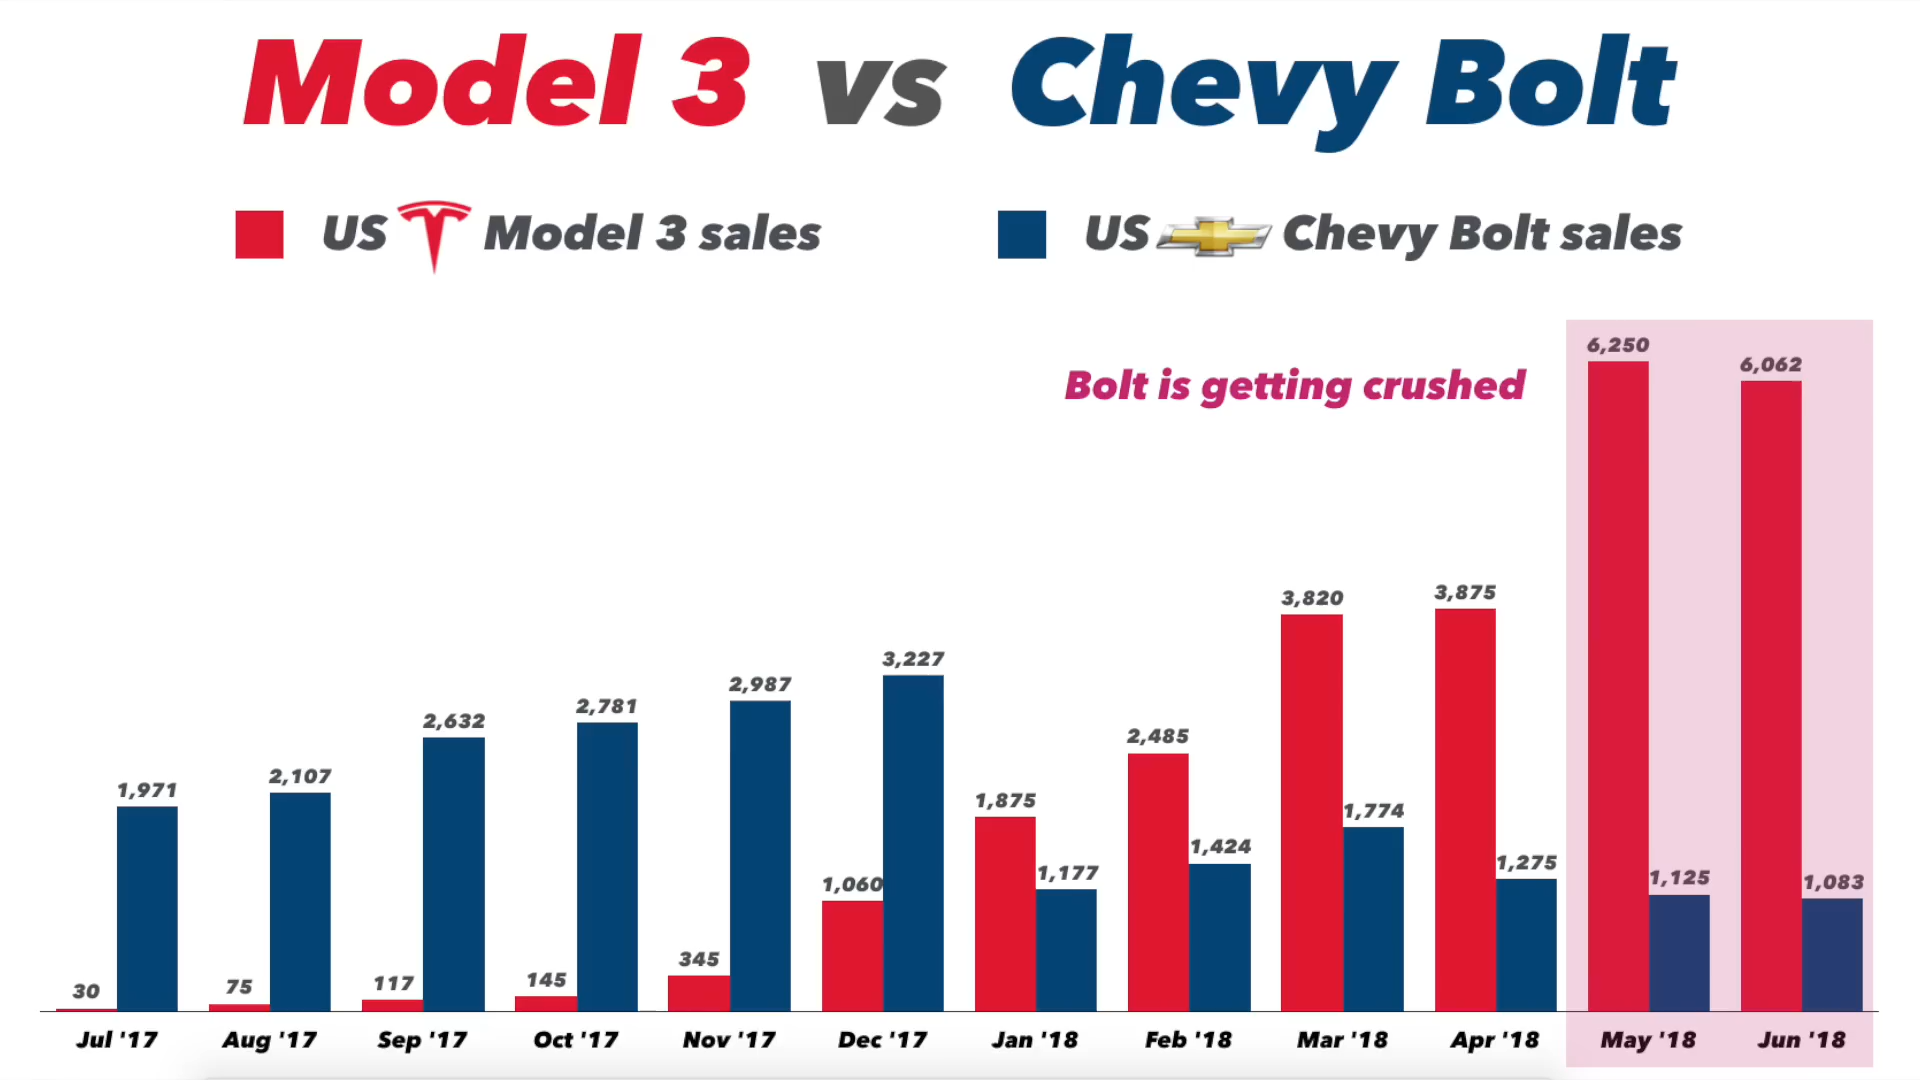 Model 3 vs Chevy Bolt
US Model 3 sales
US Chevy Bolt sales
Bolt is getting crushed
30
1,971
75
2,107
117
2,632
145
2,781
345
2,987
1,060
3,227
1,875
1,177
2,485
1,424
3,820
1,774
3,875
1,275
6,250
1,125
6,062
1,083
Jul '17
Aug '17
Sep '17
Oct '17
Nov '17
Dec '17
Jan '18
Feb '18
Mar '18
Apr '18
May '18
Jun '18